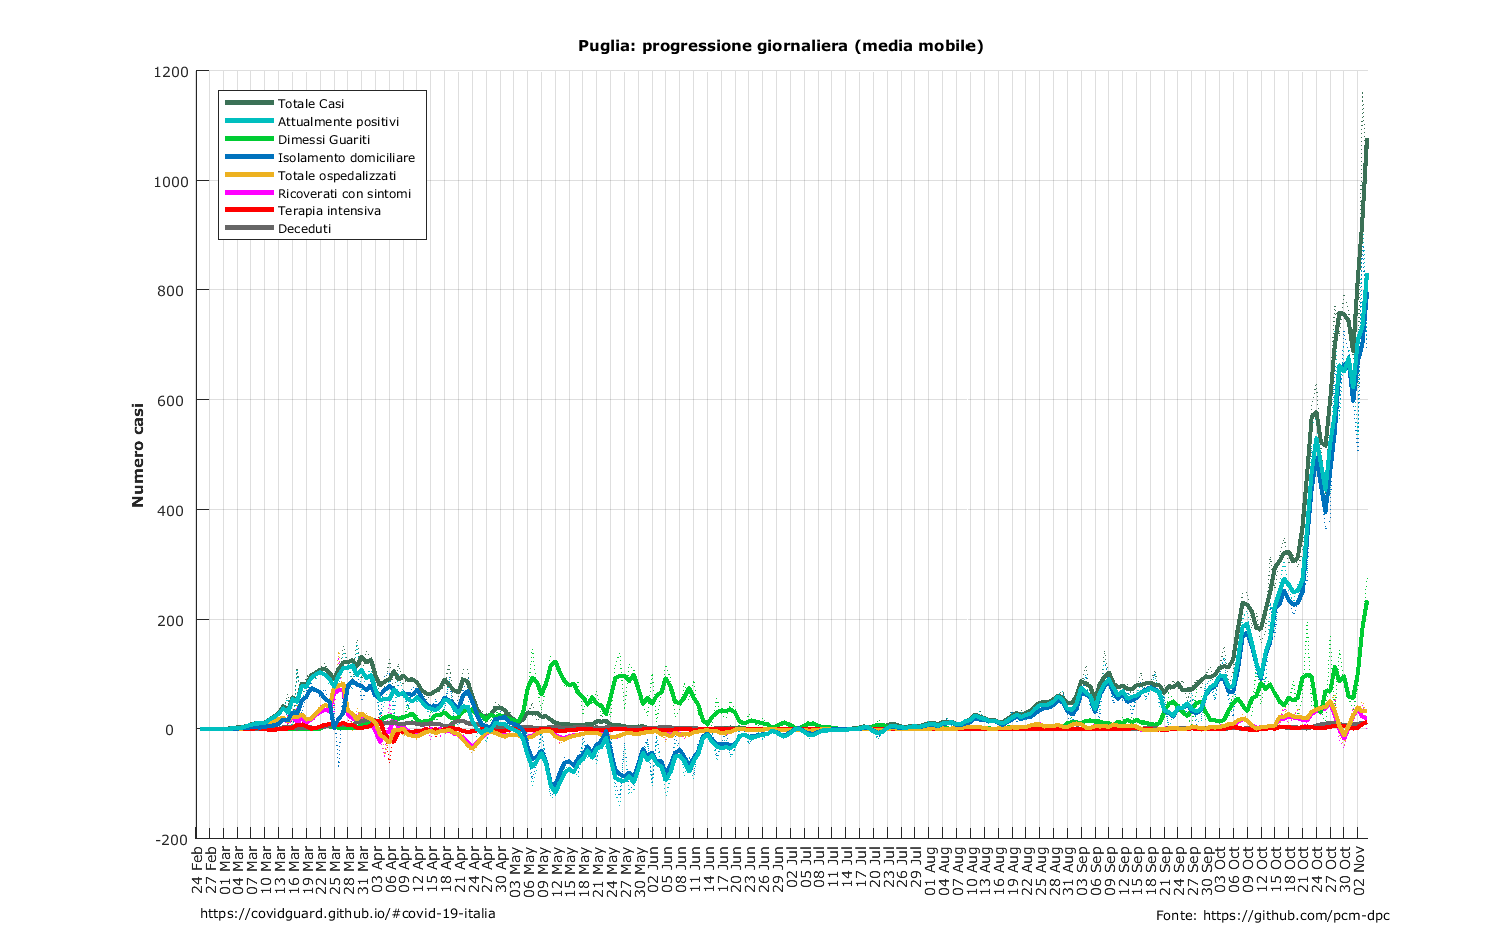 Puglia: progressione giornaliera (media mobile)
1200
1000
800
600
400
200
0
-200
Numero casi
Totale Casi
Attualmente positivi
Dimessi Guariti
Isolamento domiciliare
Totale ospedalizzati
Ricoverati con sintomi
Terapia intensiva
Deceduti
24 Feb
27 Feb
01 Mar
04 Mar
07 Mar
10 Mar
13 Mar
16 Mar
19 Mar
22 Mar
25 Mar
28 Mar
31 Mar
03 Apr
06 Apr
09 Apr
12 Apr
15 Apr
18 Apr
21 Apr
24 Apr
27 Apr
30 Apr
03 May
06 May
09 May
12 May
15 May
18 May
21 May
24 May
27 May
30 May
02 Jun
05 Jun
08 Jun
11 Jun
14 Jun
17 Jun
20 Jun
23 Jun
26 Jun
29 Jun
02 Jul
05 Jul
08 Jul
11 Jul
14 Jul
17 Jul
20 Jul
23 Jul
26 Jul
29 Jul
01 Aug
04 Aug
07 Aug
10 Aug
13 Aug
16 Aug
19 Aug
22 Aug
25 Aug
28 Aug
31 Aug
03 Sep
06 Sep
09 Sep
12 Sep
15 Sep
18 Sep
21 Sep
24 Sep
27 Sep
30 Sep
03 Oct
06 Oct
09 Oct
12 Oct
15 Oct
18 Oct
21 Oct
24 Oct
27 Oct
30 Oct
02 Nov
https://covidguard.github.io/#covid-19-italia
Fonte: https://github.com/pcm-dpc